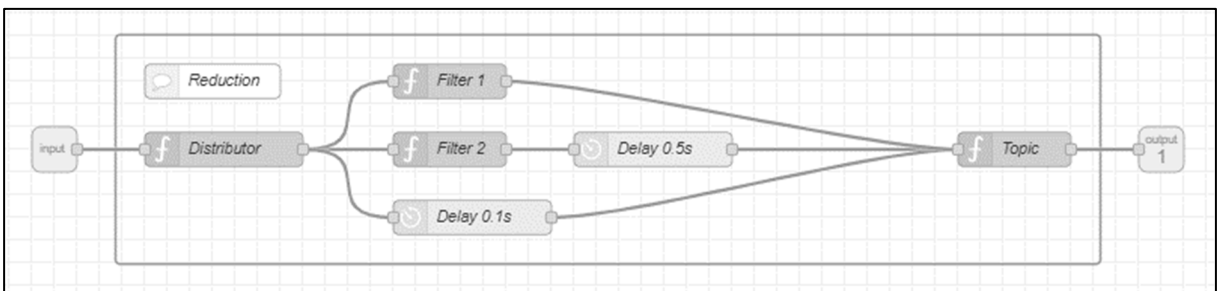 Reduction
Filter 1
input
Distributor
Filter 2
Delay 0.5s
Topic
output
1
Delay 0.1s